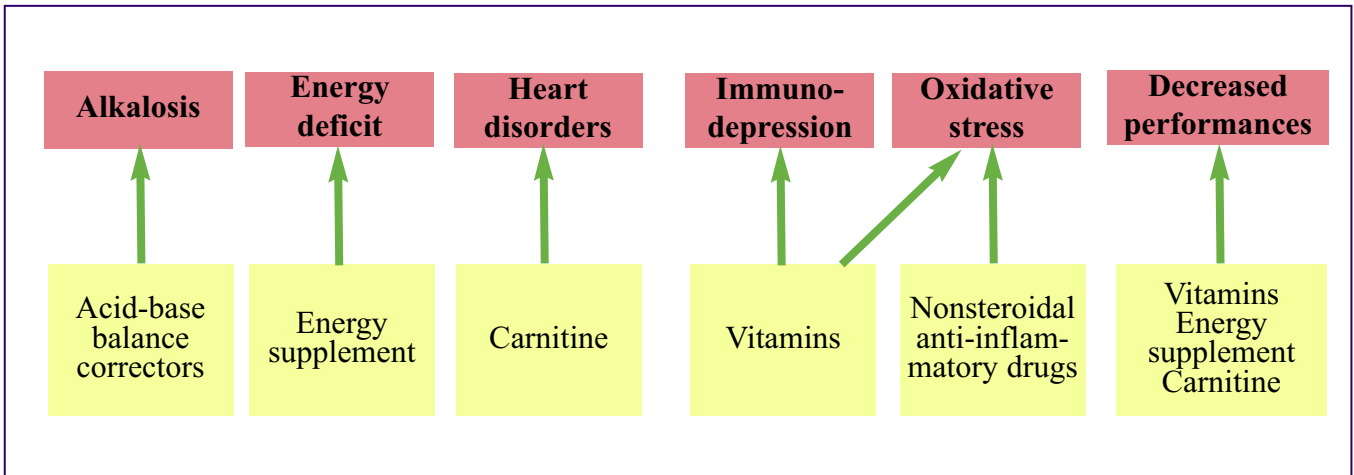 Alkalosis
Energy
deficit
Heart
disorders
Immuno-
depression
Oxidative
stress
Decreased
performances
Acid-base
balance
correctors
Energy
supplement
Carnitine
Vitamins
Nonsteroidal
anti-inflam-
matory drugs
Vitamins
Energy
supplement
Carnitine